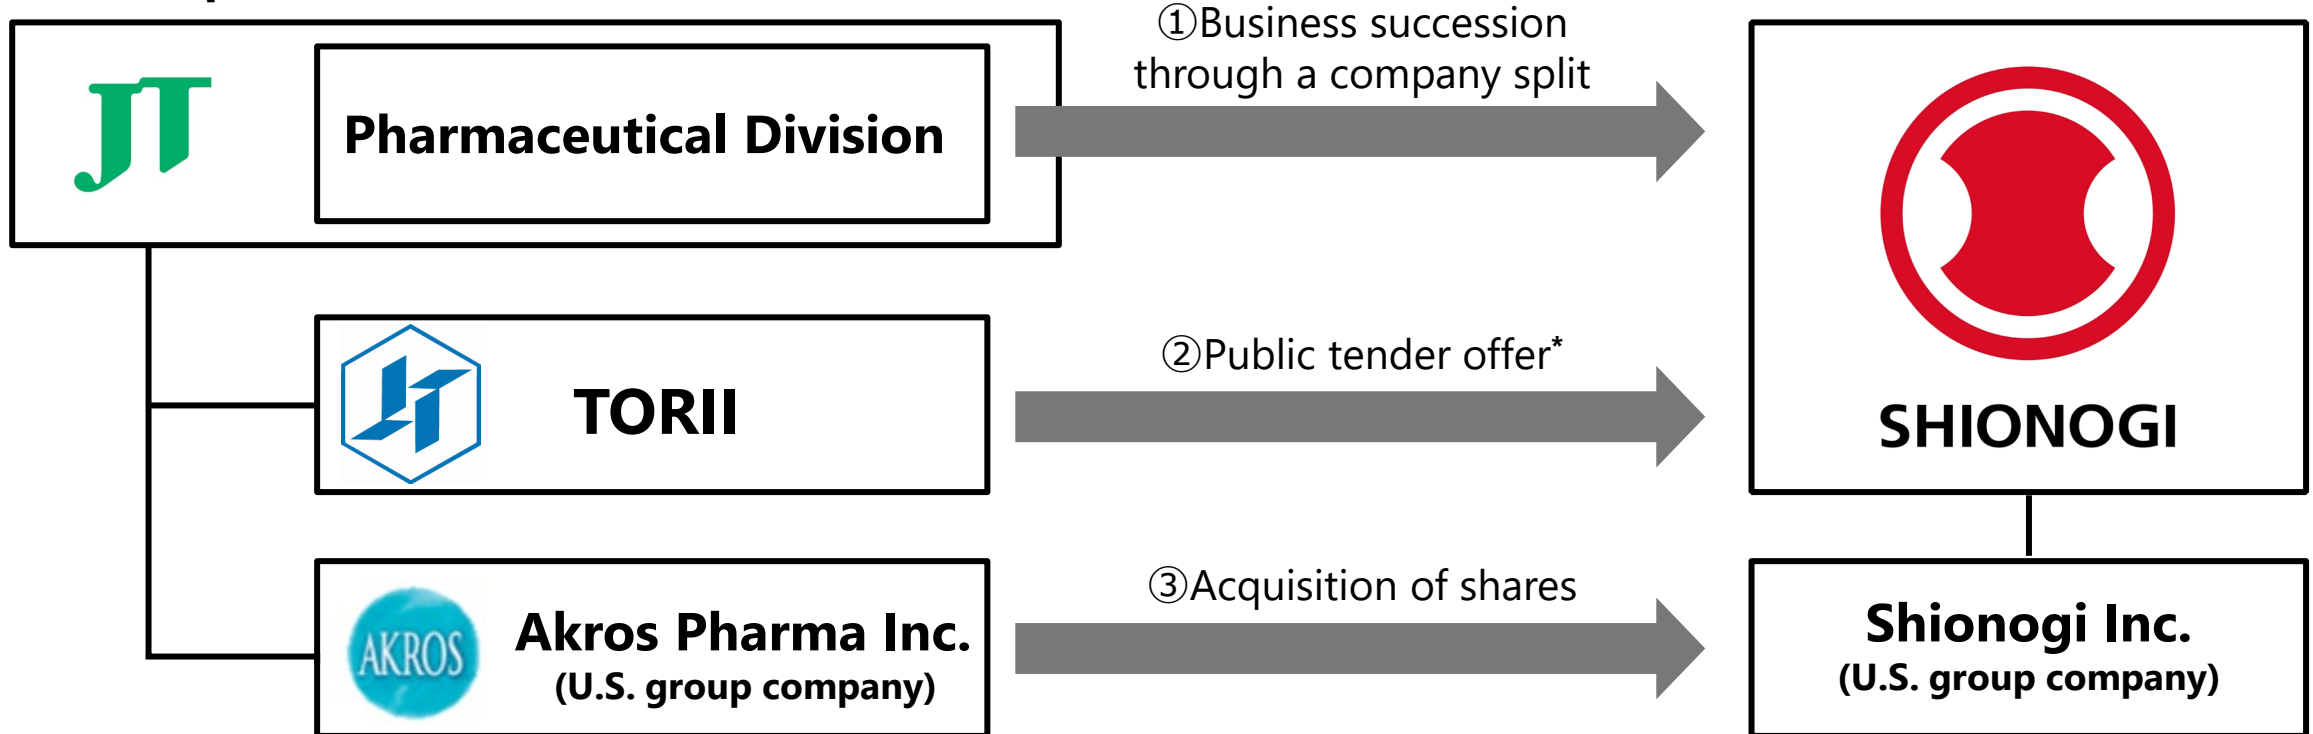 JT
Pharmaceutical Division
①Business succession
through a company split
TORII
②Public tender offer*
SHIONOGI
AKROS
Akros Pharma Inc.
(U.S. group company)
③Acquisition of shares
Shionogi Inc.
(U.S. group company)